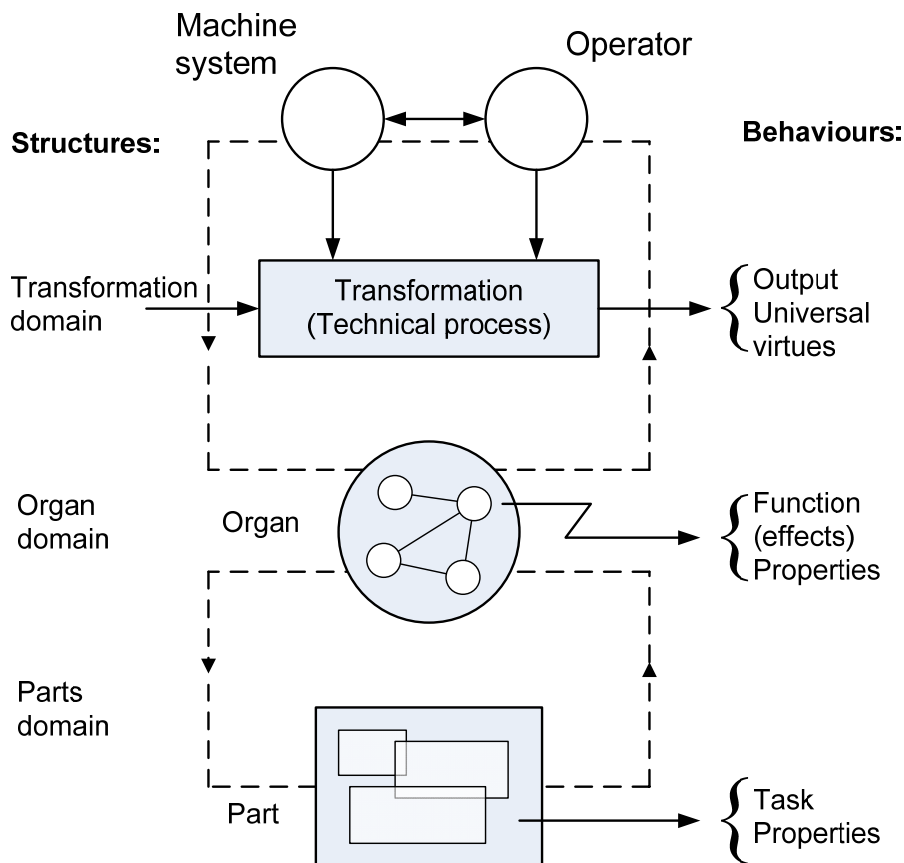 Machine
system
Operator
Structures:
Behaviours:
Transformation
domain
Transformation
(Technical process)
Output
Universal
virtues
Organ
domain
Organ
Function
(effects)
Properties
Parts
domain
Part
Task
Properties